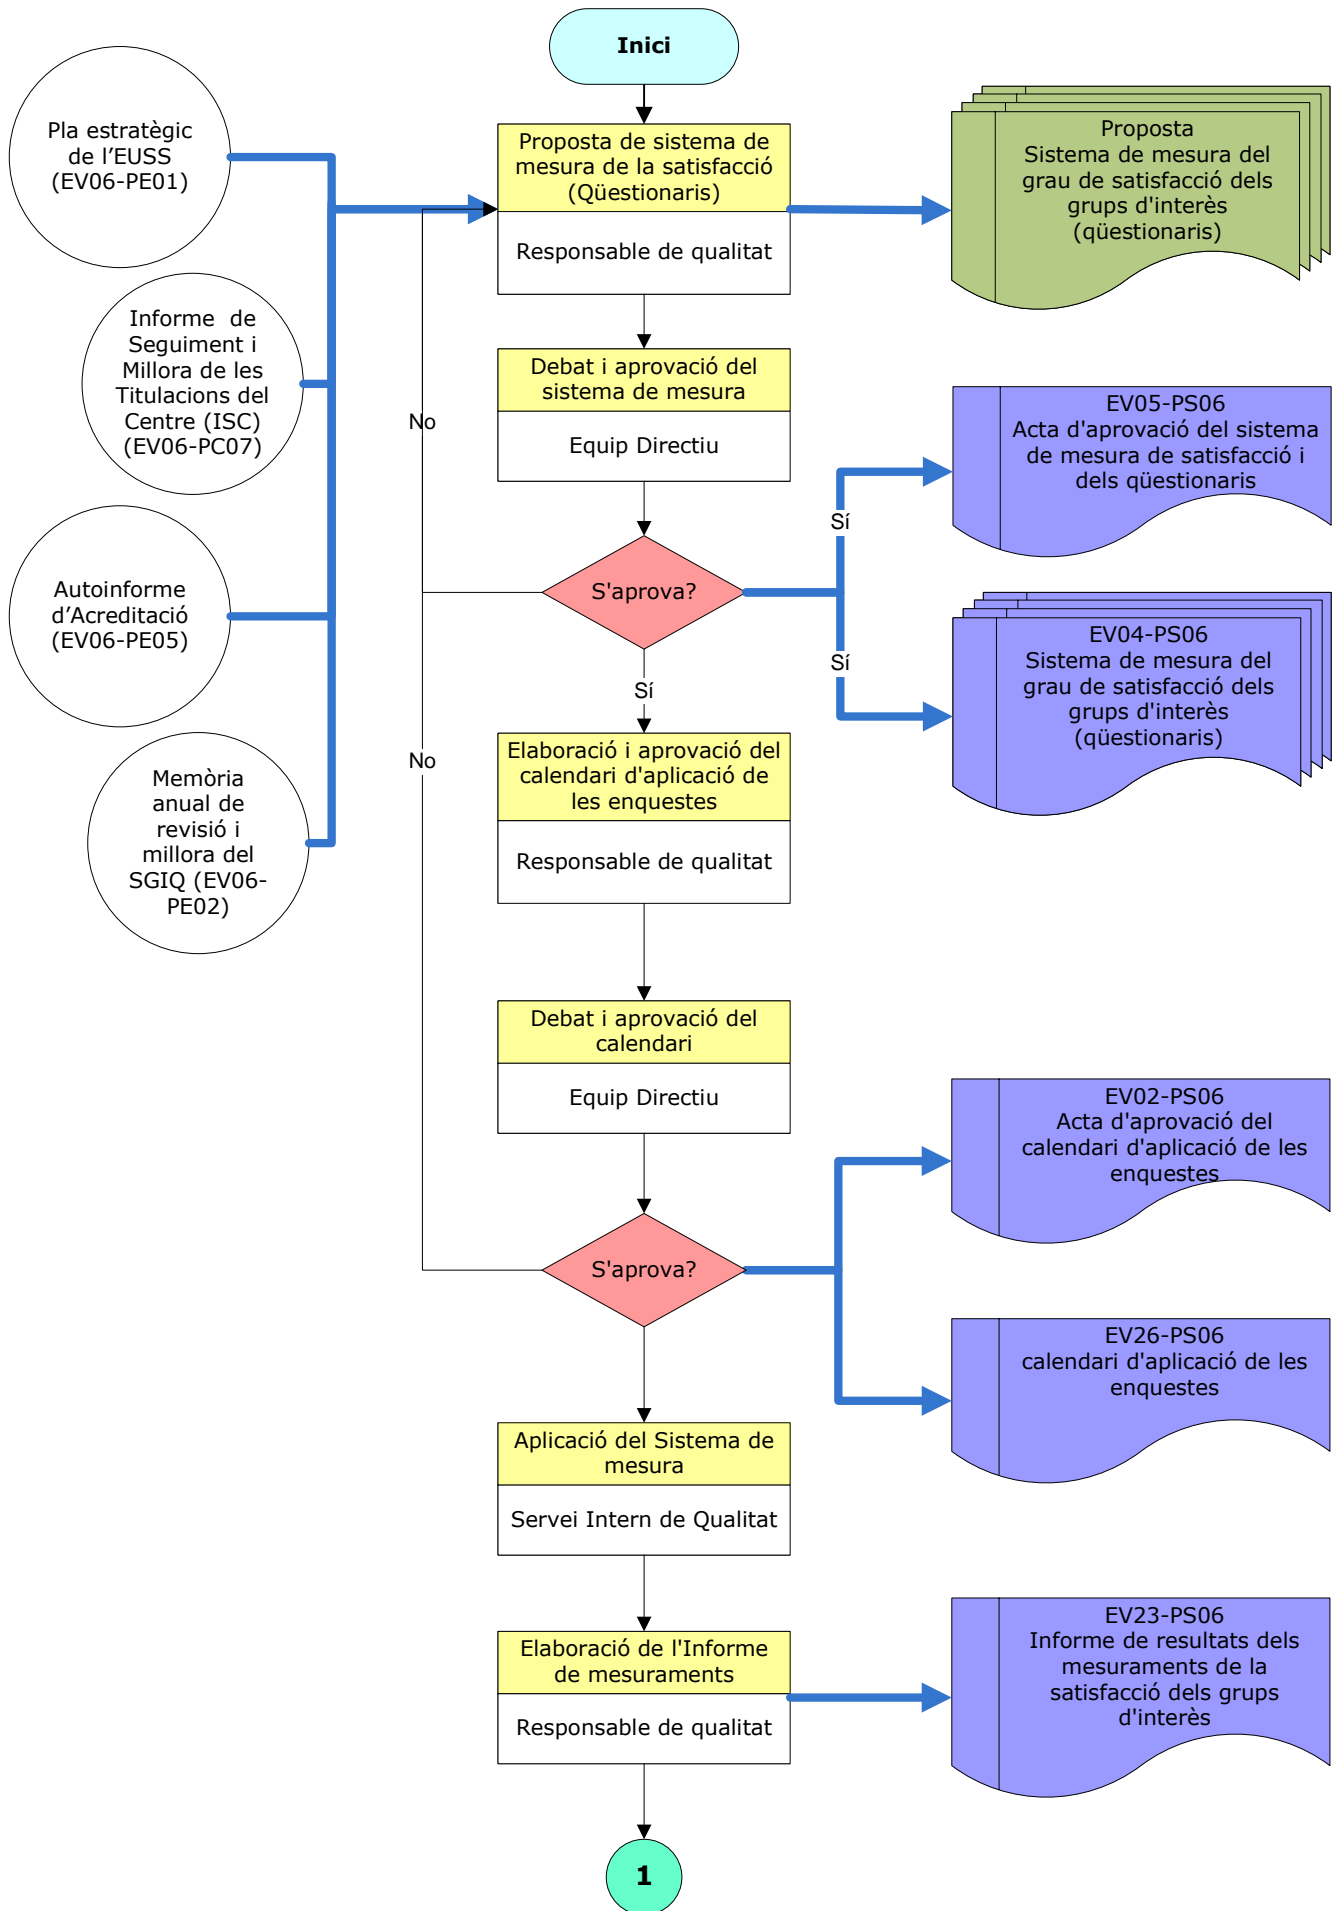 Inici
Pla estratègic
de l’EUSS
(EV06-PE01)
Proposta de sistema de
mesura de la satisfacció
(Qüestionaris)
Responsable de qualitat
Proposta
Sistema de mesura del
grau de satisfacció dels
grups d'interès
(qüestionaris)
Informe  de
Seguiment i
Millora de les
Titulacions del
Centre (ISC)
(EV06-PC07)
No
Debat i aprovació del
sistema de mesura
Equip Directiu
EV05-PS06
Acta d'aprovació del sistema
de mesura de satisfacció i
dels qüestionaris
Sí
Autoinforme
d’Acreditació
(EV06-PE05)
S'aprova?
Sí
Sí
EV04-PS06
Sistema de mesura del
grau de satisfacció dels
grups d'interès
(qüestionaris)
Memòria
anual de
revisió i
millora del
SGIQ (EV06-
PE02)
No
Elaboració i aprovació del
calendari d'aplicació de
les enquestes
Responsable de qualitat
Debat i aprovació del
calendari
Equip Directiu
EV02-PS06
Acta d'aprovació del
calendari d'aplicació de les
enquestes
S'aprova?
EV26-PS06
calendari d'aplicació de les
enquestes
Aplicació del Sistema de
mesura
Servei Intern de Qualitat
Elaboració de l'Informe
de mesuraments
Responsable de qualitat
EV23-PS06
Informe de resultats dels
mesuraments de la
satisfacció dels grups
d'interès
1